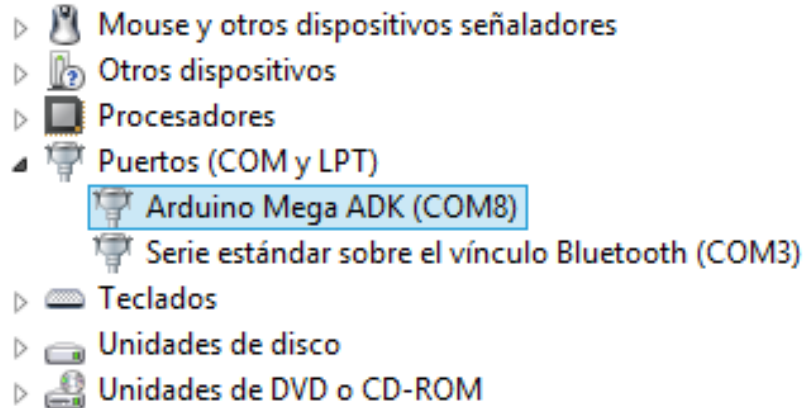 Mouse y otros dispositivos señaladores
Otros dispositivos
Procesadores
Puertos (COM y LPT)
Arduino Mega ADK (COM8)
Serie estándar sobre el vínculo Bluetooth (COM3)
Teclados
Unidades de disco
Unidades de DVD o CD-ROM